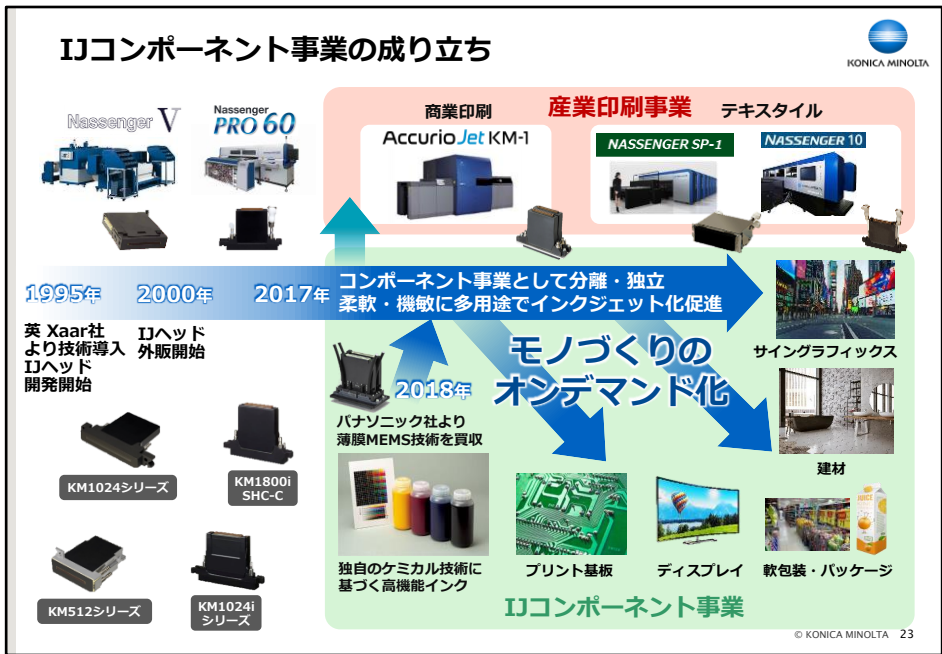 IJコンポーネント事業の成り立ち
KONICA MINOLTA
Nassenger V
Nassenger
PRO 60
商業印刷
産業印刷事業
テキスタイル
AccurioJet KM-1
NASSENGER SP-1
NASSENGER 10
1995年
2000年
2017年
コンポーネント事業として分離・独立
柔軟・機敏に多用途でインクジェット化促進
英 Xaar社
より技術導入
IJヘッド
開発開始
IJヘッド
外販開始
2018年
モノづくりの
オンデマンド化
サイングラフィックス
パナソニック社より
薄膜MEMS技術を買収
建材
KM1024シリーズ
KM1800i
SHC-C
KM512シリーズ
KM1024i
シリーズ
独自のケミカル技術に
基づく高機能インク
プリント基板
ディスプレイ
JUICE
軟包装・パッケージ
IJコンポーネント事業
© KONICA MINOLTA 23